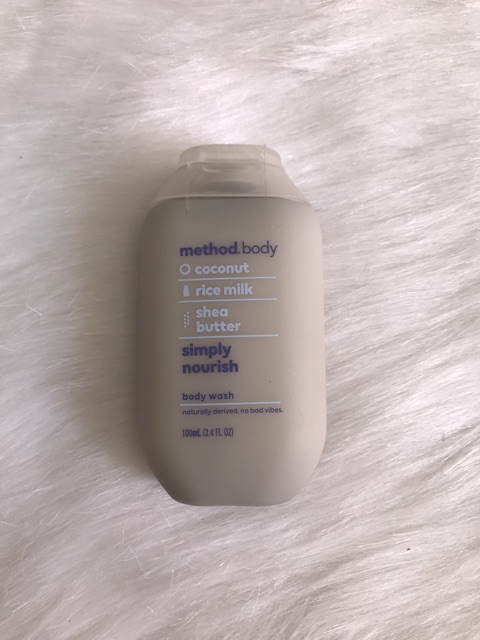 method.body
coconut
rice milk
shea
butter
simply
nourish
body wash
naturally derived. no bad vibes.
100mL (3.4 FL OZ)